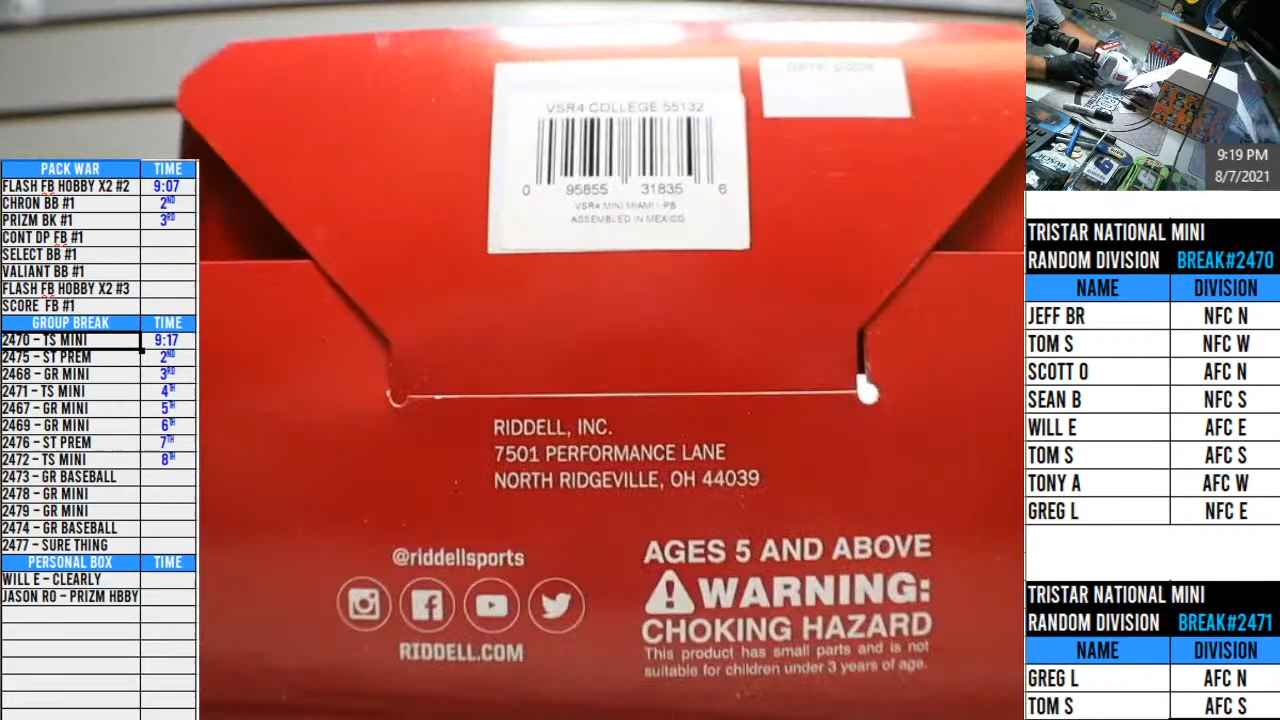 PACK WAR TIME
FLASH FB HOBBY X2 #2 9:07
CHRON BB #1 2ND
PRIZM BK #1 3RD
CONT DP FB #1
SELECT BB #1
VALIANT BB #1
FLASH FB HOBBY X2 #3
SCORE FB #1
GROUP BREAK TIME
2470 – TS MINI 9:17
2475 – ST PREM 2ND
2468 – GR MINI 3RD
2471 – TS MINI 4TH
2467 – GR MINI 5TH
2469 – GR MINI 6TH
2476 – ST PREM 7TH
2472 – TS MINI 8TH
2473 – GR BASEBALL
2478 – GR MINI
2479 – GR MINI
2474 – GR BASEBALL
2477 – SURE THING
PERSONAL BOX TIME
WILL E – CLEARLY
JASON RO – PRIZM HBBY
VSR4 COLLEGE 55132
0 95855 31835 6
VSR4 MINI MIAMI - PB
ASSEMBLED IN MEXICO
RIDDELL, INC.
7501 PERFORMANCE LANE
NORTH RIDGEVILLE, OH 44039
@riddellsports
RIDDELL.COM
AGES 5 AND ABOVE
WARNING:
CHOKING HAZARD
This product has small parts and is not
suitable for children under 3 years of age.
9:19 PM
8/7/2021
TRISTAR NATIONAL MINI
RANDOM DIVISION BREAK#2470
NAME DIVISION
JEFF BR NFC N
TOM S NFC W
SCOTT O AFC N
SEAN B NFC S
WILL E AFC E
TOM S AFC S
TONY A AFC W
GREG L NFC E
TRISTAR NATIONAL MINI
RANDOM DIVISION BREAK#2471
NAME DIVISION
GREG L AFC N
TOM S AFC S